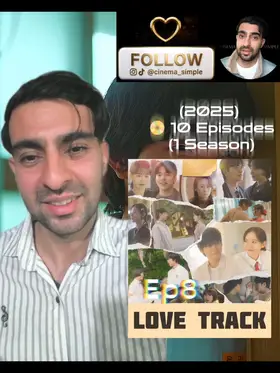 FOLLOW
@cinema_simple
(2025)
10 Episodes
(1 Season)
Ep8
LOVE TRACK